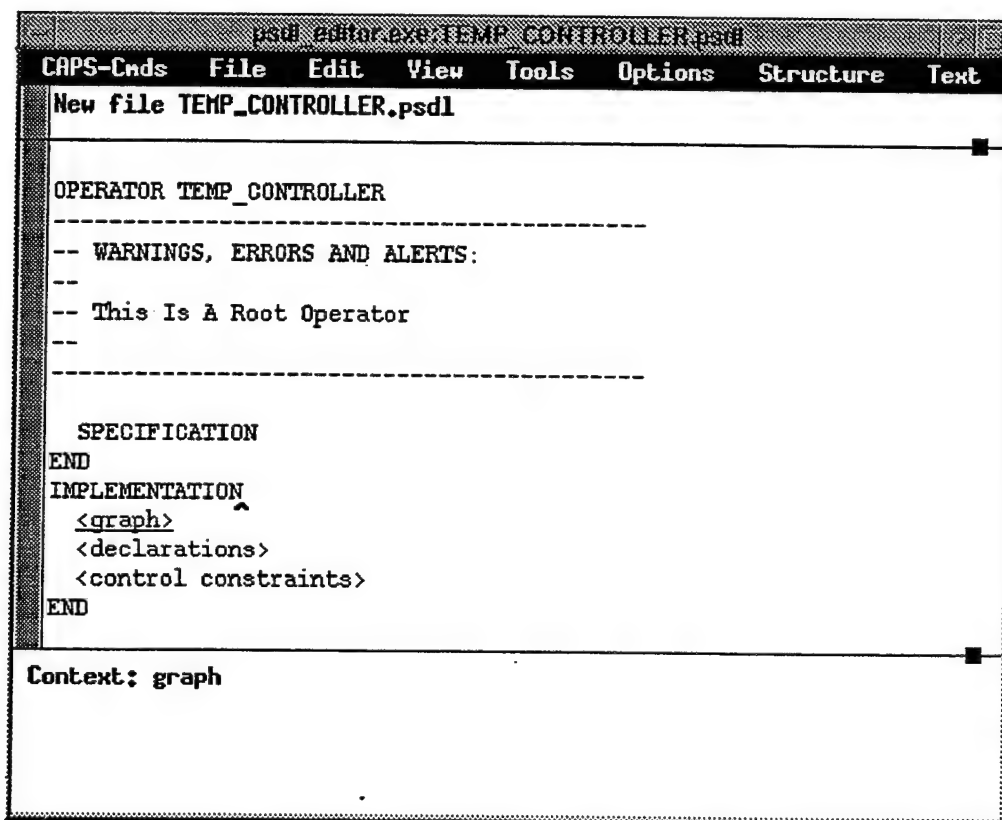 psdl_editor.exe:TEMP_CONTROLLER.psdl
CAPS-Cmds File Edit View Tools Options Structure Text
New file TEMP_CONTROLLER.psdl
OPERATOR TEMP_CONTROLLER
---------------------------------------------
-- WARNINGS, ERRORS AND ALERTS:
--
-- This Is A Root Operator
--
---------------------------------------------
SPECIFICATION
END
IMPLEMENTATION
<graph>
<declarations>
<control constraints>
END
Context: graph